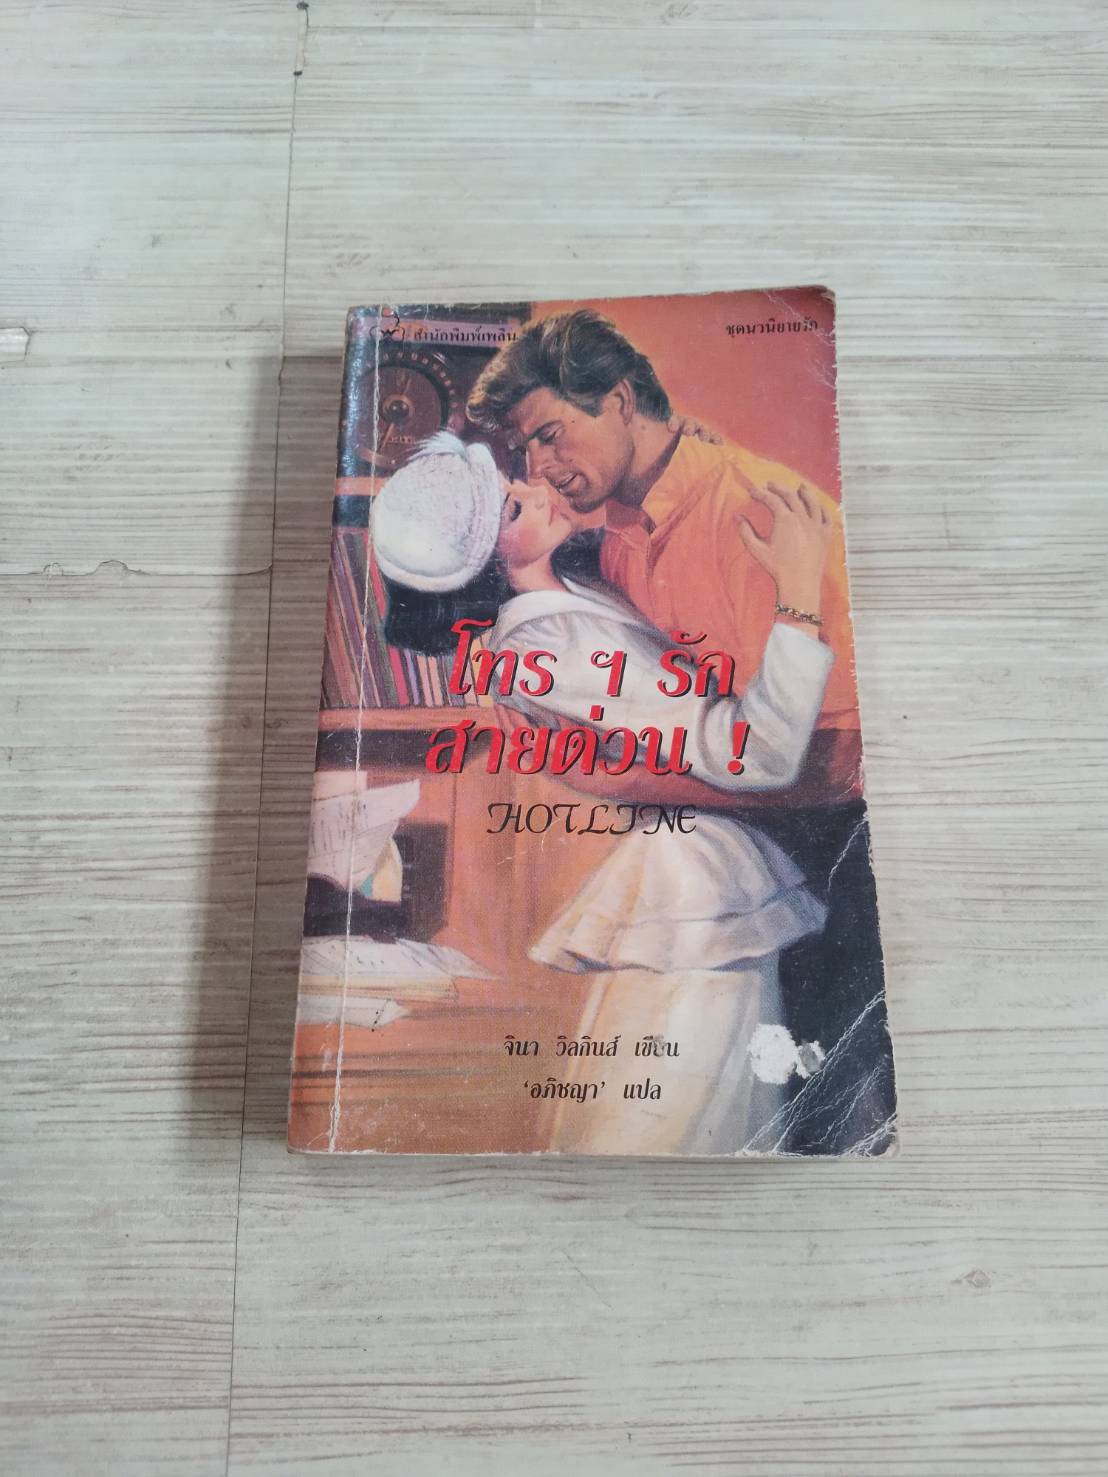 สำนักพิมพ์เพลิน
ชุดนวนิยายรัก
โทร ฯ รัก
สายด่วน !
HOTLINE
จินา วิลกินส์ เขียน
‘อภิชญา’ แปล